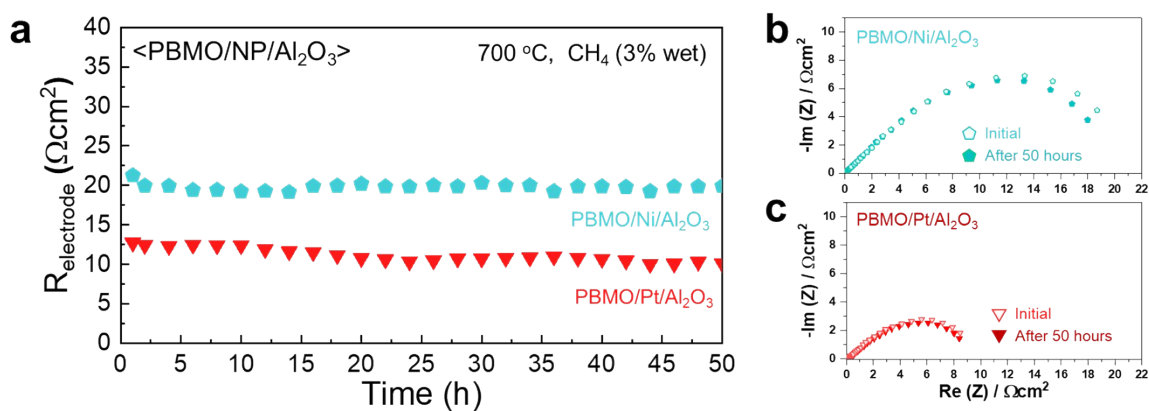 a
<PBMO/NP/Al₂O₃>
700 °C, CH₄ (3% wet)
R_electrode (Ωcm²)
40
35
30
25
20
15
10
5
0
PBMO/Ni/Al₂O₃
PBMO/Pt/Al₂O₃
0 5 10 15 20 25 30 35 40 45 50
Time (h)
b
PBMO/Ni/Al₂O₃
-Im (Z) / Ωcm²
10
8
6
4
2
0
Initial
After 50 hours
0 2 4 6 8 10 12 14 16 18 20 22
c
PBMO/Pt/Al₂O₃
-Im (Z) / Ωcm²
10
8
6
4
2
0
Initial
After 50 hours
0 2 4 6 8 10 12 14 16 18 20 22
Re (Z) / Ωcm²